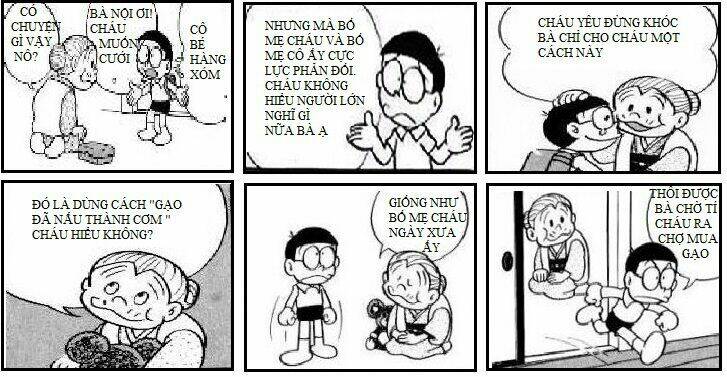 CÓ
CHUYỆN
GÌ VẬY
NÔ?
BÀ NỘI ƠI!
CHÁU
MUỐN
CƯỚI
CÔ
BÉ
HÀNG
XÓM
NHƯNG MÀ BỐ
MẸ CHÁU VÀ BỐ
MẸ CÔ ẤY CỰC
LỰC PHẢN ĐỐI.
CHÁU KHÔNG
HIỂU NGƯỜI LỚN
NGHĨ GÌ
NỮA BÀ Ạ
CHÁU YÊU ĐỪNG KHÓC
BÀ CHỈ CHO CHÁU MỘT
CÁCH NÀY
ĐÓ LÀ DÙNG CÁCH "GẠO
ĐÃ NẤU THÀNH CƠM "
CHÁU HIỂU KHÔNG?
GIỐNG NHƯ
BỐ MẸ CHÁU
NGÀY XƯA
ẤY
THÔI ĐƯỢC
BÀ CHỜ TÍ
CHÁU RA
CHỢ MUA
GẠO